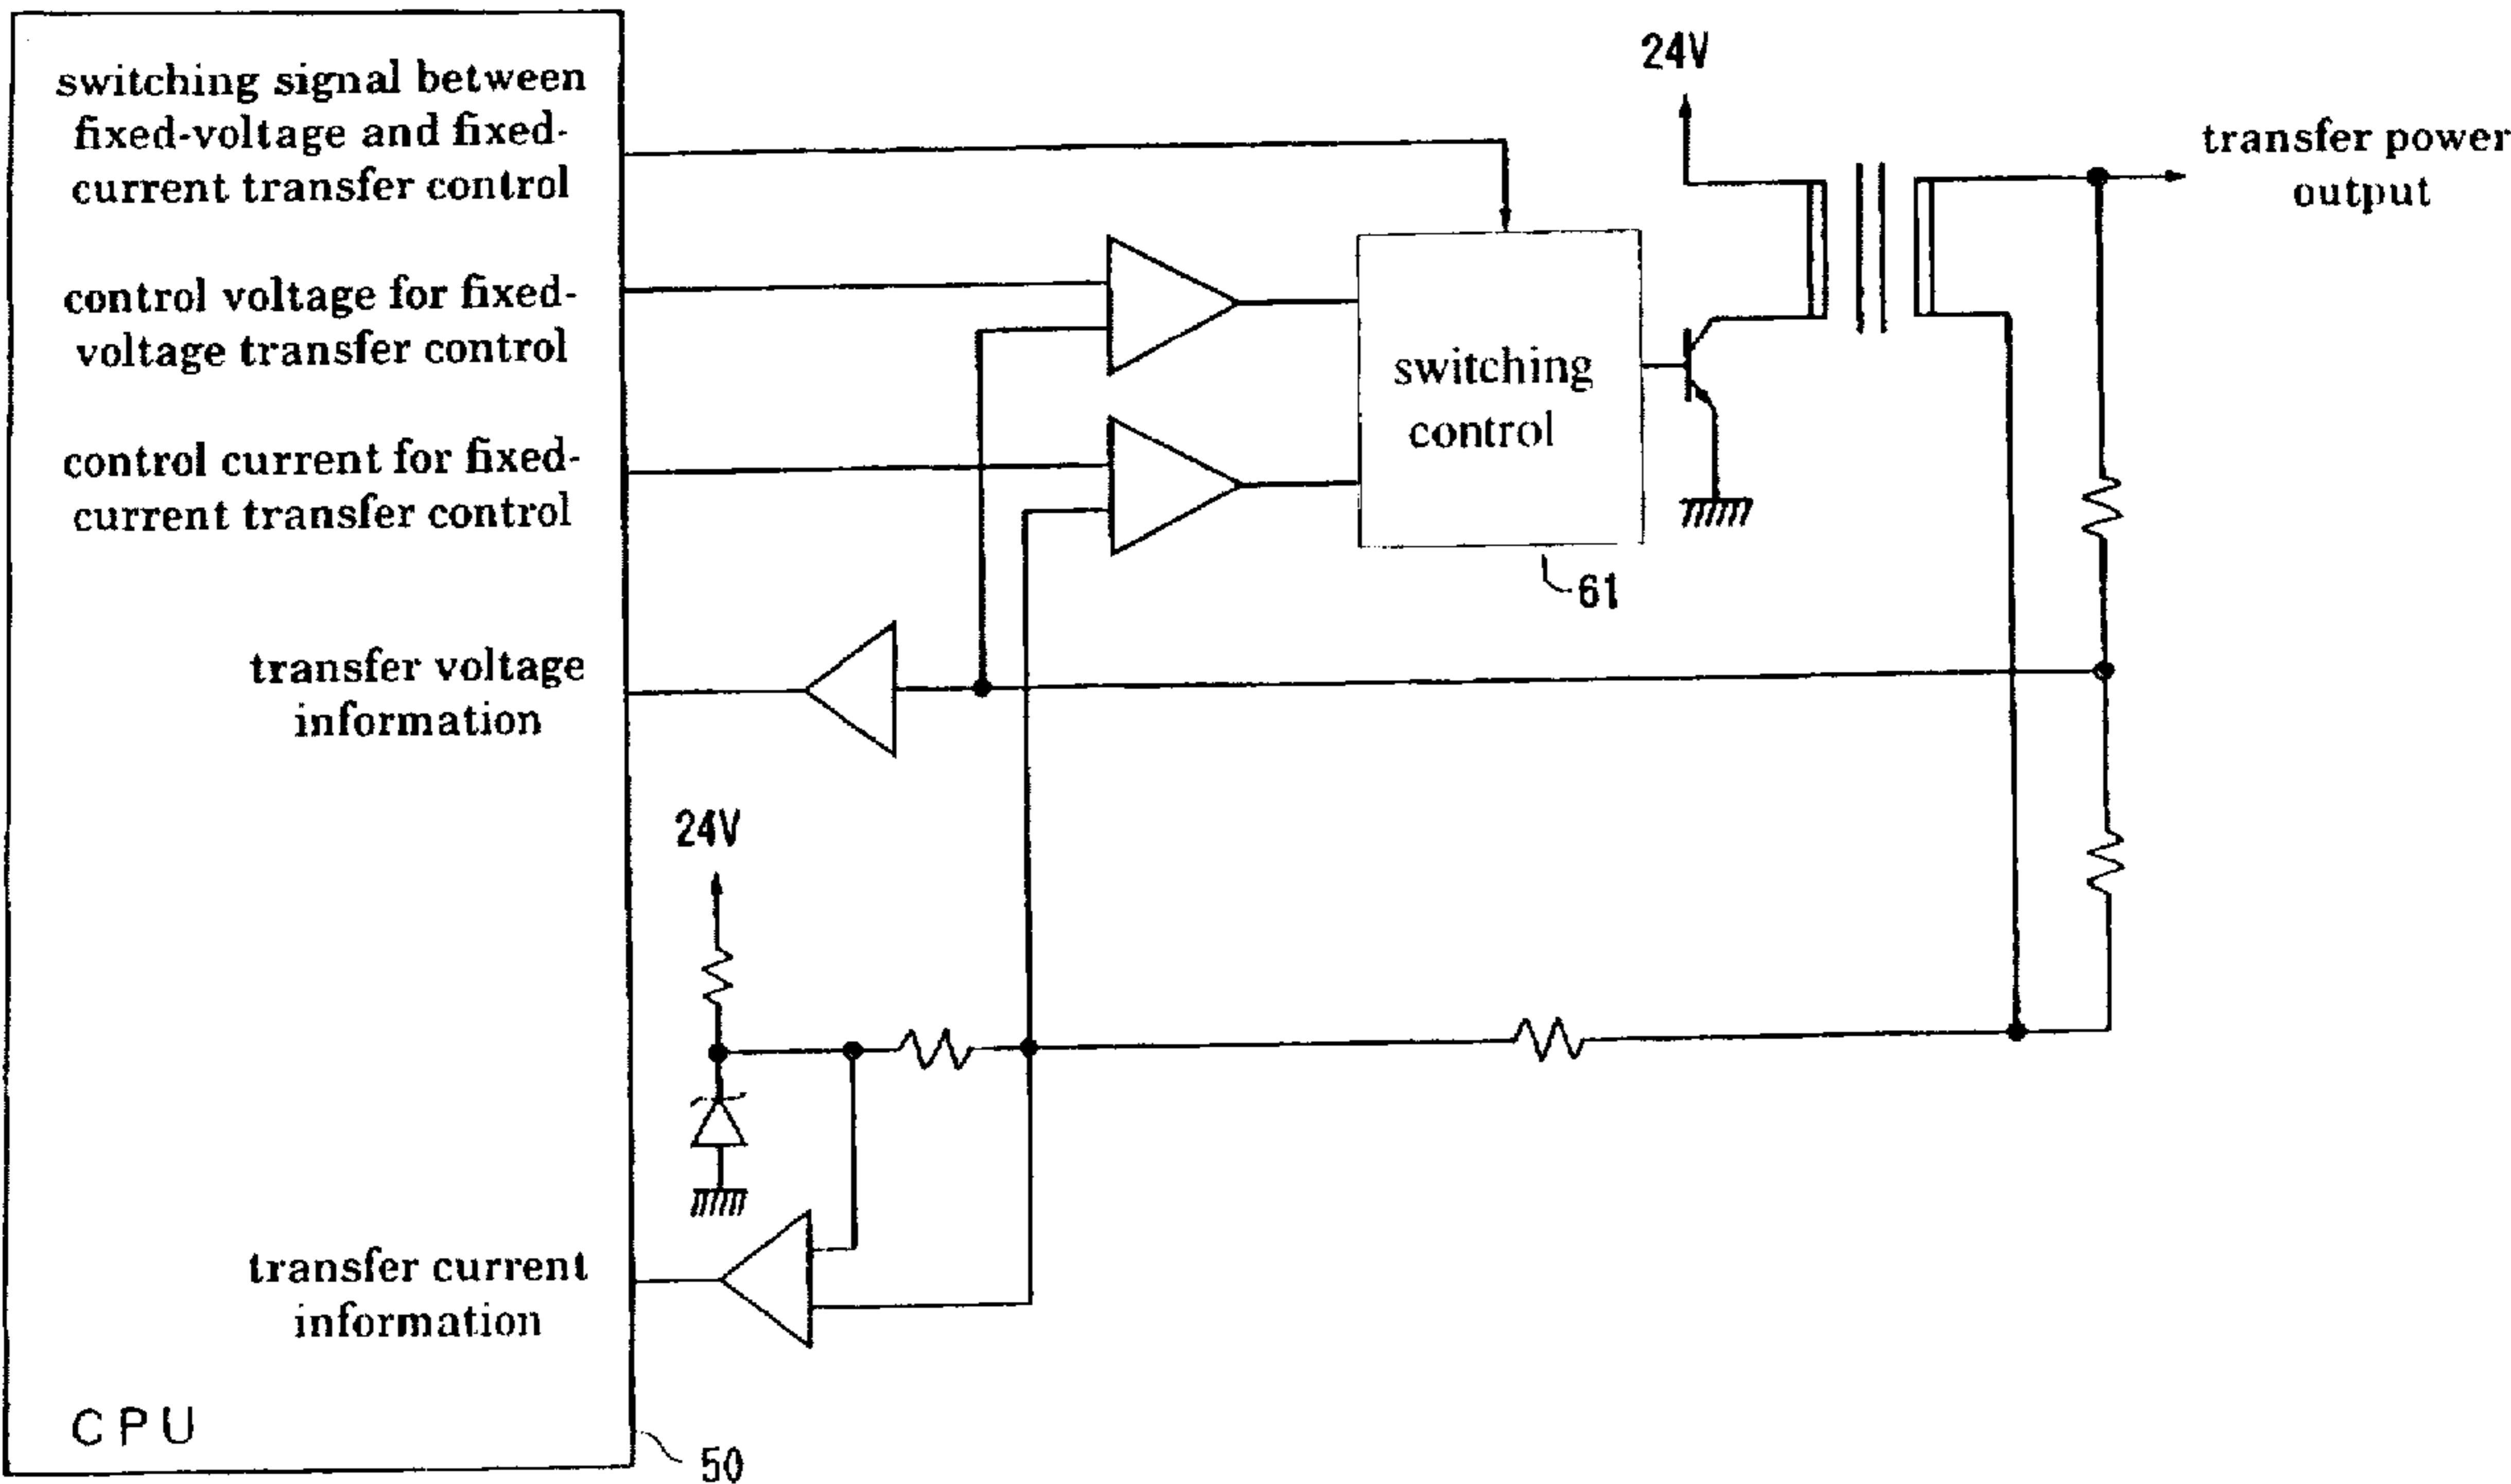 switching signal between
fixed-voltage and fixed-
current transfer control
control voltage for fixed-
voltage transfer control
control current for fixed-
current transfer control
transfer voltage
information
transfer current
information
CPU
50
24V
switching
control
61
24V
transfer power
output